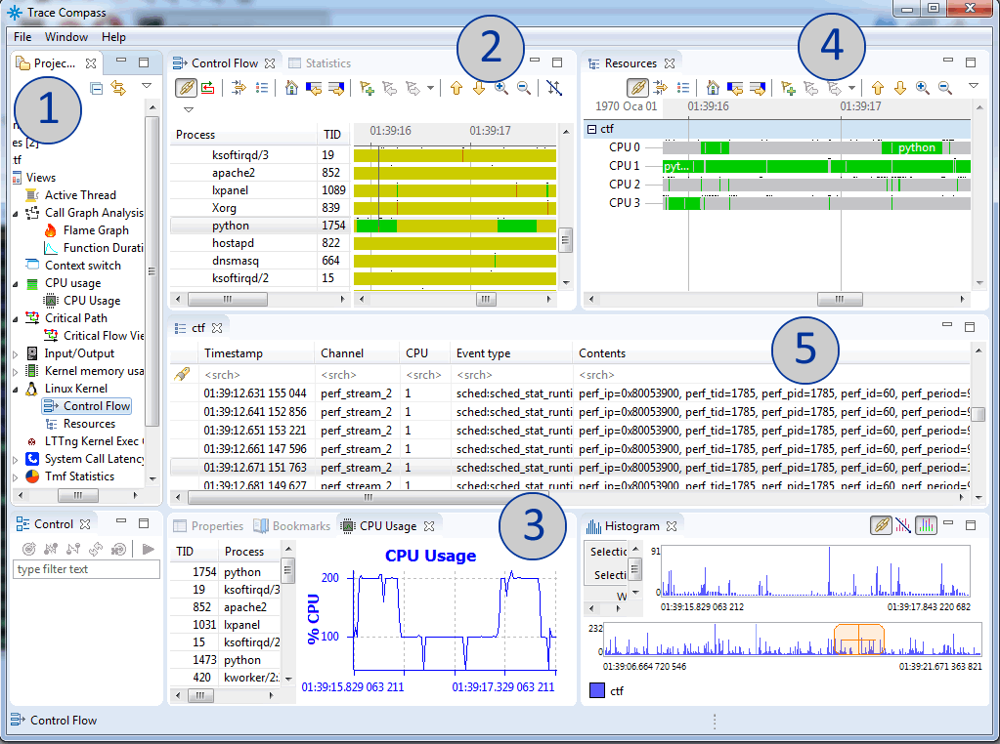 Trace Compass
File Window Help
Projec...
1
es [2]
tf
Views
Active Thread
Call Graph Analysis
Flame Graph
Function Durati
Context switch
CPU usage
CPU Usage
Critical Path
Critical Flow Vie
Input/Output
Kernel memory usa
Linux Kernel
Control Flow
Resources
LTTng Kernel Exec
System Call Latency
Tmf Statistics
Control Flow Statistics
2
Process TID 01:39:16 01:39:17
ksoftirqd/3 19
apache2 852
lxpanel 1089
Xorg 839
python 1754
hostapd 822
dnsmasq 664
ksoftirqd/2 15
Resources
4
1970 Oca 01 01:39:16 01:39:17
ctf
CPU 0 python
CPU 1 pyt...
CPU 2
CPU 3
ctf
5
Timestamp Channel CPU Event type Contents
<srch> <srch> <srch> <srch> <srch>
01:39:12.631 155 044 perf_stream_2 1 sched:sched_stat_runti perf_ip=0x80053900, perf_tid=1785, perf_pid=1785, perf_id=60, perf_period=9
01:39:12.641 152 856 perf_stream_2 1 sched:sched_stat_runti perf_ip=0x80053900, perf_tid=1785, perf_pid=1785, perf_id=60, perf_period=9
01:39:12.651 153 221 perf_stream_2 1 sched:sched_stat_runti perf_ip=0x80053900, perf_tid=1785, perf_pid=1785, perf_id=60, perf_period=9
01:39:12.661 147 596 perf_stream_2 1 sched:sched_stat_runti perf_ip=0x80053900, perf_tid=1785, perf_pid=1785, perf_id=60, perf_period=9
01:39:12.671 151 763 perf_stream_2 1 sched:sched_stat_runti perf_ip=0x80053900, perf_tid=1785, perf_pid=1785, perf_id=60, perf_period=1
01:39:12.681 149 627 perf_stream_2 1 sched:sched_stat_runti perf_ip=0x80053900, perf_tid=1785, perf_pid=1785, perf_id=60, perf_period=9
Control
type filter text
Properties Bookmarks CPU Usage
3
TID Process
1754 python
19 ksoftirqd/3
852 apache2
1031 lxpanel
15 ksoftirqd/2
1473 python
420 kworker/2:
CPU Usage
% CPU
200
100
01:39:15.829 063 211 01:39:17.329 063 211
Histogram
Selectio
Selecti
W
91
0
01:39:15.829 063 212 01:39:17.843 220 682
232
0
01:39:06.664 720 546 01:39:21.671 363 821
ctf
Control Flow